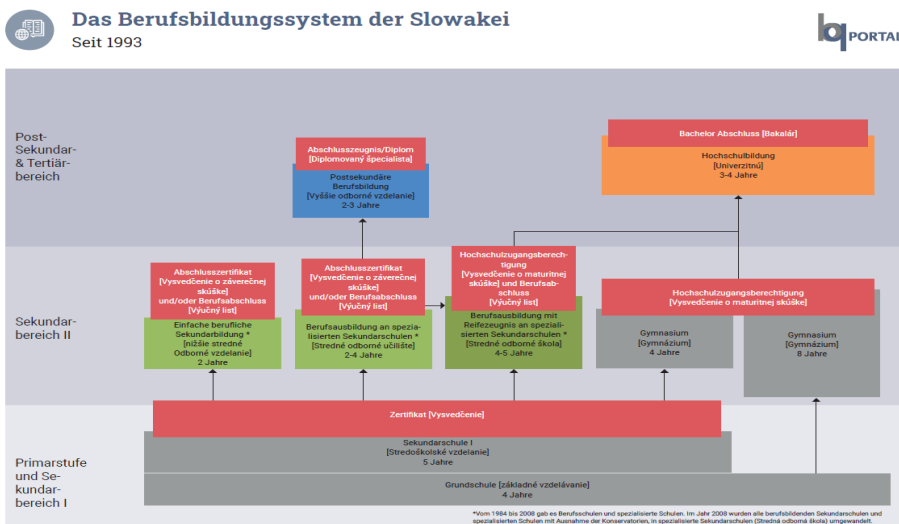 Das Berufsbildungssystem der Slowakei
Seit 1993
bq PORTAL
Post-
Sekundar-
& Tertiär-
bereich
Abschlusszeugnis/Diplom
[Diplomovaný špecialista]
Postsekundäre
Berufsbildung
[Vyššie odborné vzdelanie]
2-3 Jahre
Bachelor Abschluss [Bakalár]
Hochschulbildung
[Univerzitnú]
3-4 Jahre
Sekundar-
bereich II
Abschlusszertifikat
[Vysvedčenie o záverečnej
skúške]
und/oder Berufsabschluss
[Výučný list]
Einfache berufliche
Sekundarbildung *
[nižšie stredné
Odborné vzdelanie]
2 Jahre
Abschlusszertifikat
[Vysvedčenie o záverečnej
skúške]
und/oder Berufsabschluss
[Výučný list]
Berufsausbildung an spezia-
lisierten Sekundarschulen *
[Stredné odborné učilište]
2-4 Jahre
Hochschulzugangsberech-
tigung
[Vysvedčenie o maturitnej
skúške] und Berufsab-
schluss
[Výučný list]
Berufsausbildung mit
Reifezeugnis an speziali-
sierten Sekundarschulen *
[Stredné odborné škola]
4-5 Jahre
Hochschulzugangsberechtigung
[Vysvedčenie o maturitnej skúške]
Gymnasium
[Gymnázium]
4 Jahre
Gymnasium
[Gymnázium]
8 Jahre
Primarstufe
und Se-
kundar-
bereich I
Zertifikat [Vysvedčenie]
Sekundarschule I
[Stredoškolské vzdelanie]
5 Jahre
Grundschule [základné vzdelávanie]
4 Jahre
*Vom 1984 bis 2008 gab es Berufsschulen und spezialisierte Schulen. Im Jahr 2008 wurden alle berufsbildenden Sekundarschulen und
spezialisierten Schulen mit Ausnahme der Konservatorien, in spezialisierte Sekundarschulen (Stredná odborná škola) umgewandelt.